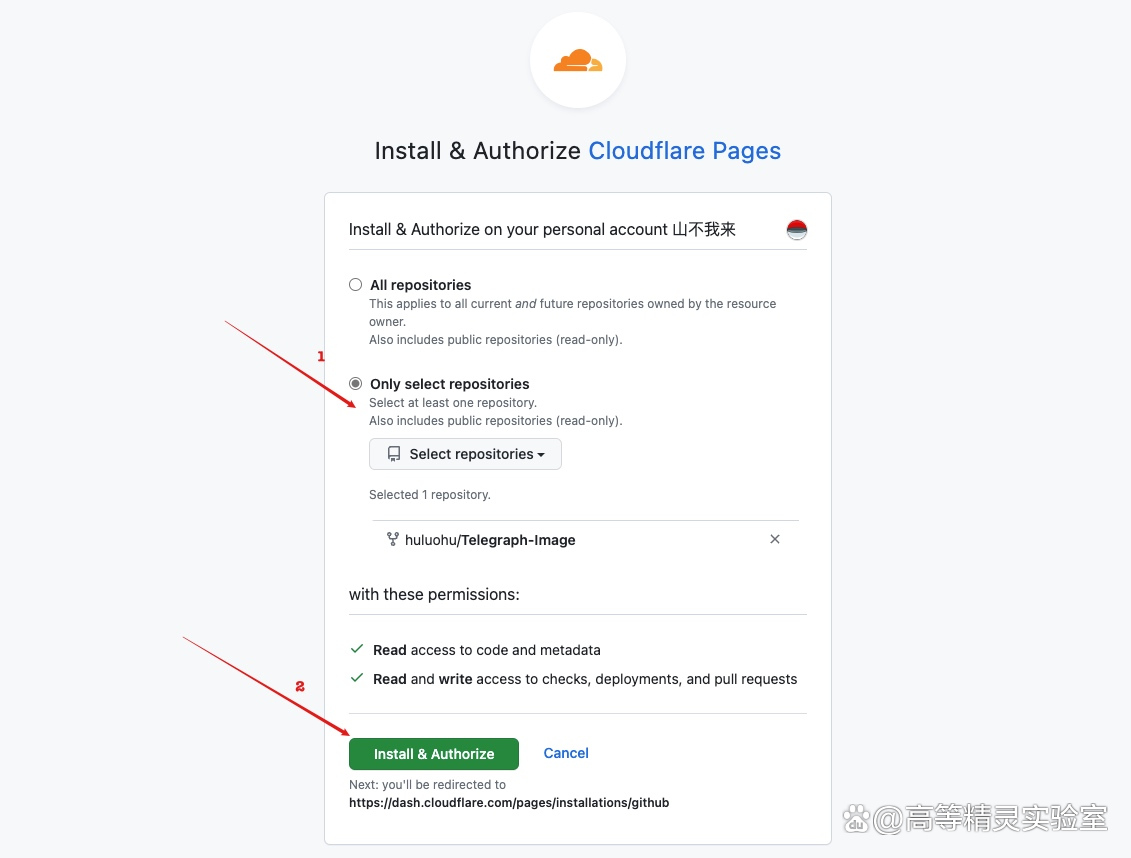 Install & Authorize Cloudflare Pages
Install & Authorize on your personal account 山不我来
All repositories
This applies to all current and future repositories owned by the resource
owner.
Also includes public repositories (read-only).
1
Only select repositories
Select at least one repository.
Also includes public repositories (read-only).
Select repositories
Selected 1 repository.
huluohu/Telegraph-Image
with these permissions:
Read access to code and metadata
Read and write access to checks, deployments, and pull requests
2
Install & Authorize Cancel
Next: you'll be redirected to
https://dash.cloudflare.com/pages/installations/github
du @高等精灵实验室